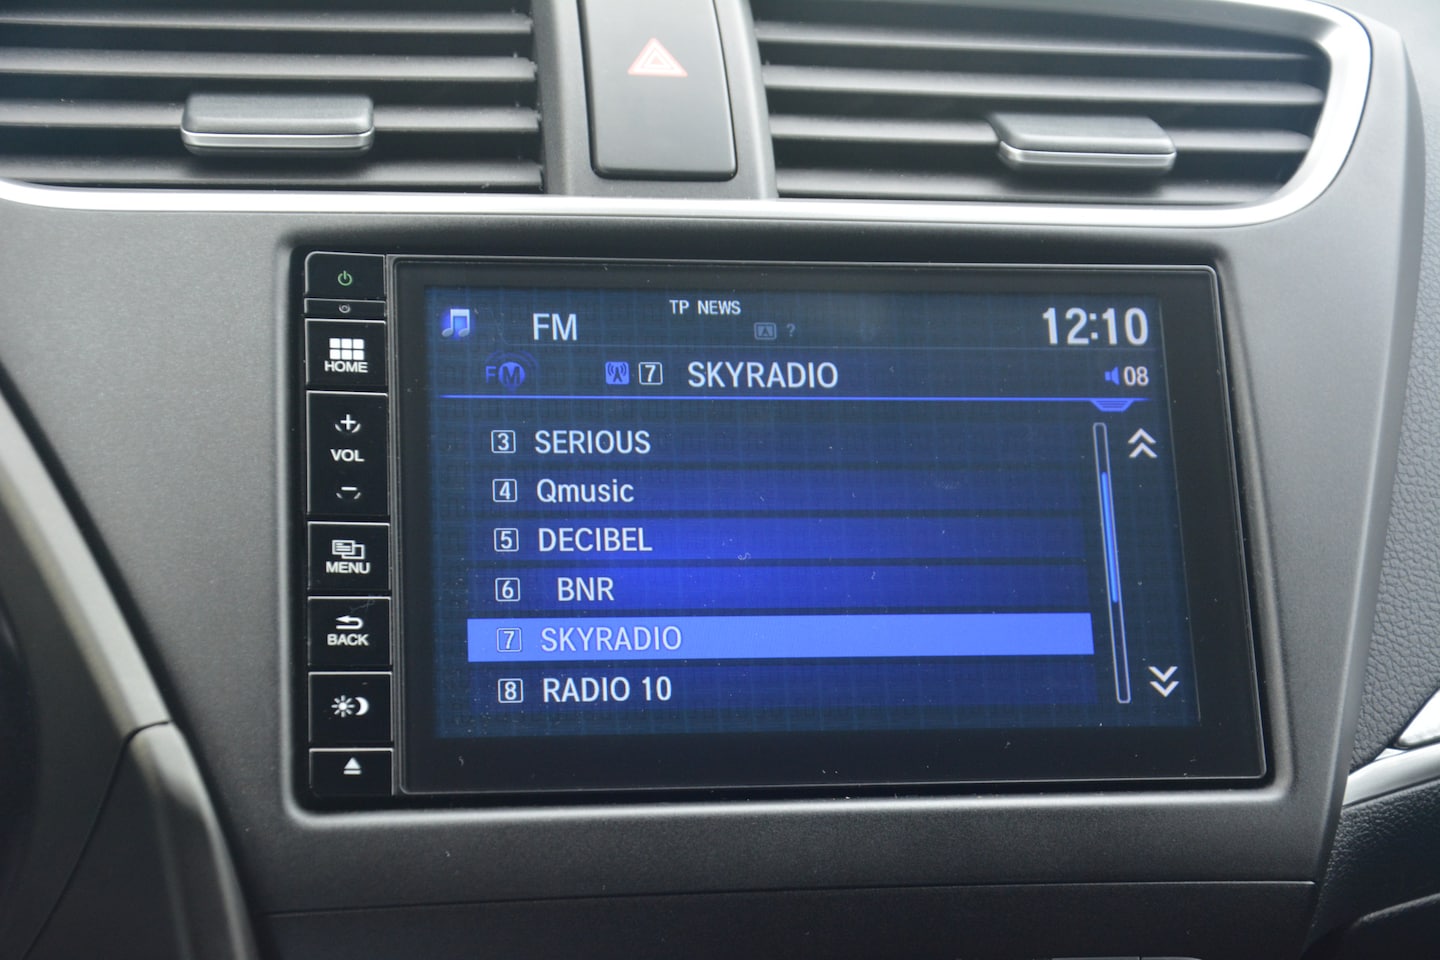 TP NEWS
FM
?
12:10
FM
7 SKYRADIO
08
HOME
+
VOL
-
MENU
BACK
3 SERIOUS
4 Qmusic
5 DECIBEL
6 BNR
7 SKYRADIO
8 RADIO 10